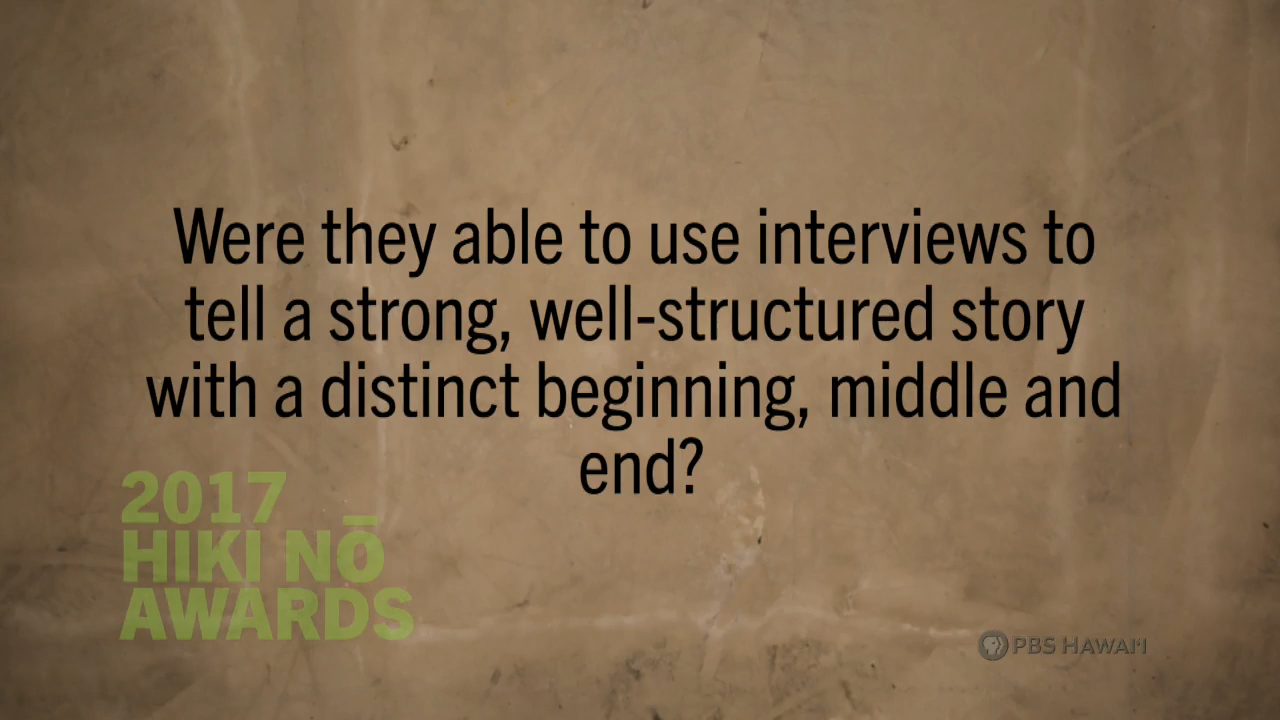 Were they able to use interviews to
tell a strong, well-structured story
with a distinct beginning, middle and
end?
2017
HIKI NŌ
AWARDS
PBS HAWAIʻI